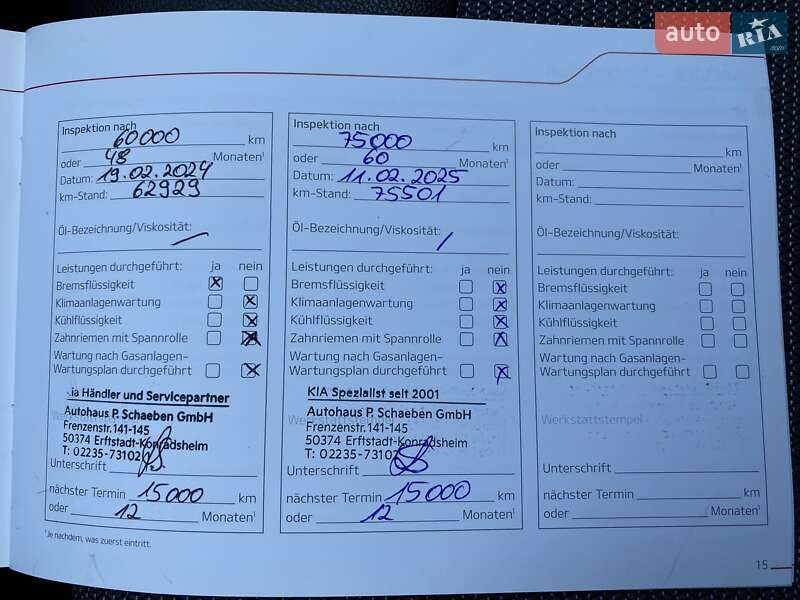 auto RIA.com
Inspektion nach
60000 km
oder 48 Monaten¹
Datum: 19.02.2024
km-Stand: 62929
Öl-Bezeichnung/Viskosität:
Leistungen durchgeführt: ja nein
Bremsflüssigkeit
Klimaanlagenwartung
Kühlflüssigkeit
Zahnriemen mit Spannrolle
Wartung nach Gasanlagen-
Wartungsplan durchgeführt
ia Händler und Servicepartner
Autohaus P. Schaeben GmbH
Frenzenstr. 141-145
50374 Erftstadt-Konradsheim
T: 02235-73102
Unterschrift
nächster Termin 15000 km
oder 12 Monaten¹
¹Je nachdem, was zuerst eintritt.
Inspektion nach
75000 km
oder 60 Monaten¹
Datum: 11.02.2025
km-Stand: 75501
Öl-Bezeichnung/Viskosität:
Leistungen durchgeführt: ja nein
Bremsflüssigkeit
Klimaanlagenwartung
Kühlflüssigkeit
Zahnriemen mit Spannrolle
Wartung nach Gasanlagen-
Wartungsplan durchgeführt
KIA Spezialist seit 2001
Autohaus P. Schaeben GmbH
Frenzenstr. 141-145
50374 Erftstadt-Konradsheim
T: 02235-73102
Unterschrift
nächster Termin 15000 km
oder 12 Monaten¹
Inspektion nach
km
oder Monaten¹
Datum:
km-Stand:
Öl-Bezeichnung/Viskosität:
Leistungen durchgeführt: ja nein
Bremsflüssigkeit
Klimaanlagenwartung
Kühlflüssigkeit
Zahnriemen mit Spannrolle
Wartung nach Gasanlagen-
Wartungsplan durchgeführt
Werkstattstempel
Unterschrift
nächster Termin km
oder Monaten¹
15